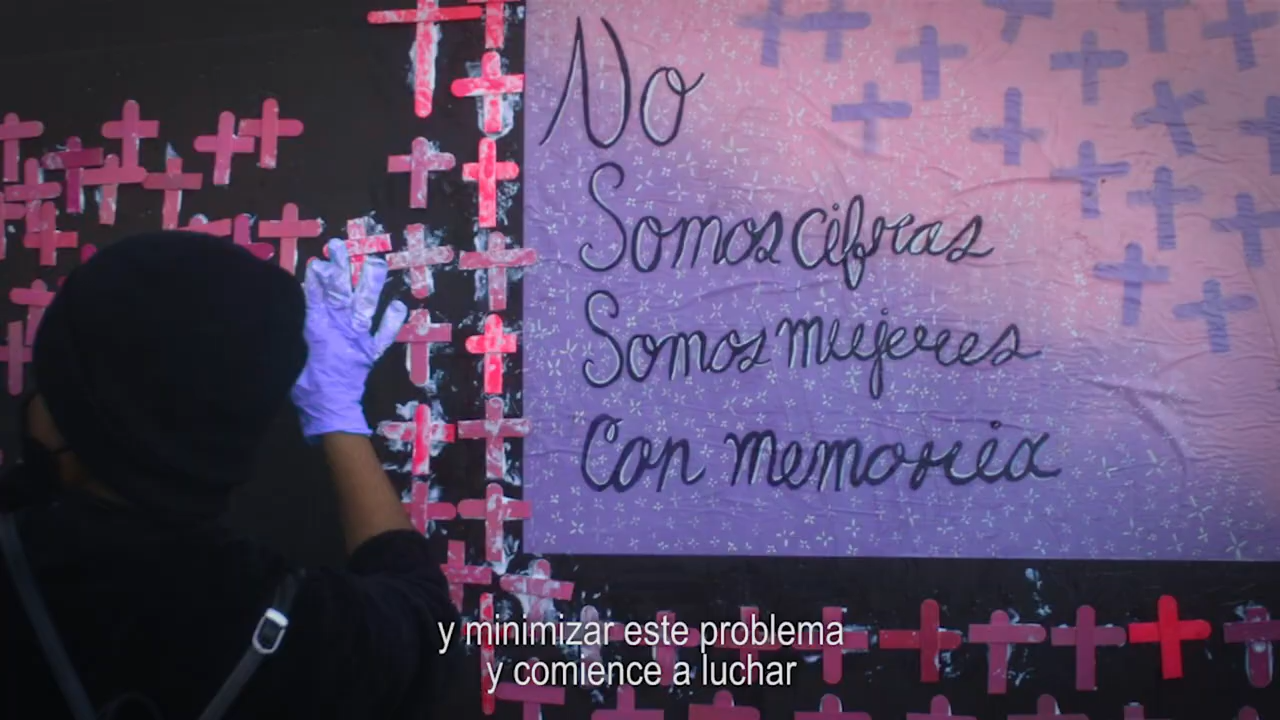 No
Somos cifras
Somos mujeres
Con memoria
y minimizar este problema
y comience a luchar